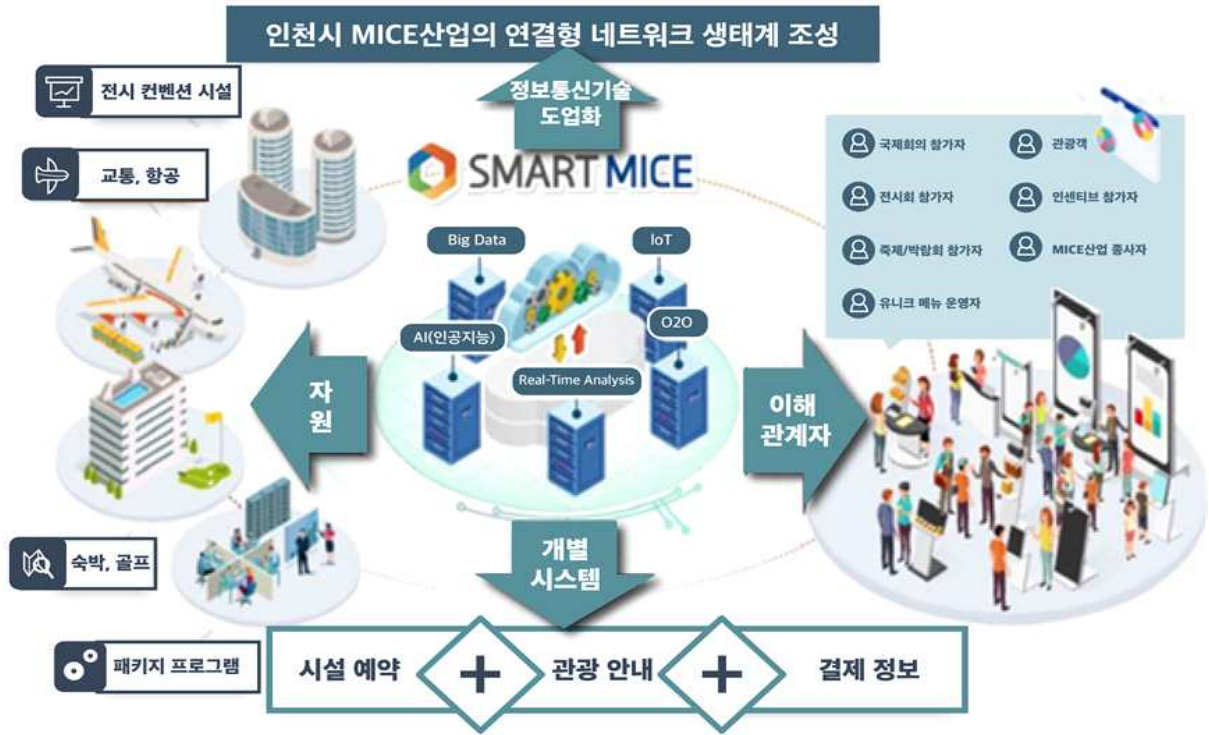 인천시 MICE산업의 연결형 네트워크 생태계 조성
정보통신기술
도업화
SMART MICE
전시 컨벤션 시설
교통, 항공
숙박, 골프
패키지 프로그램
Big Data
IoT
AI(인공지능)
O2O
Real-Time Analysis
자
원
이해
관계자
개별
시스템
국제회의 참가자
관광객
전시회 참가자
인센티브 참가자
축제/박람회 참가자
MICE산업 종사자
유니크 메뉴 운영자
시설 예약
+
관광 안내
+
결제 정보